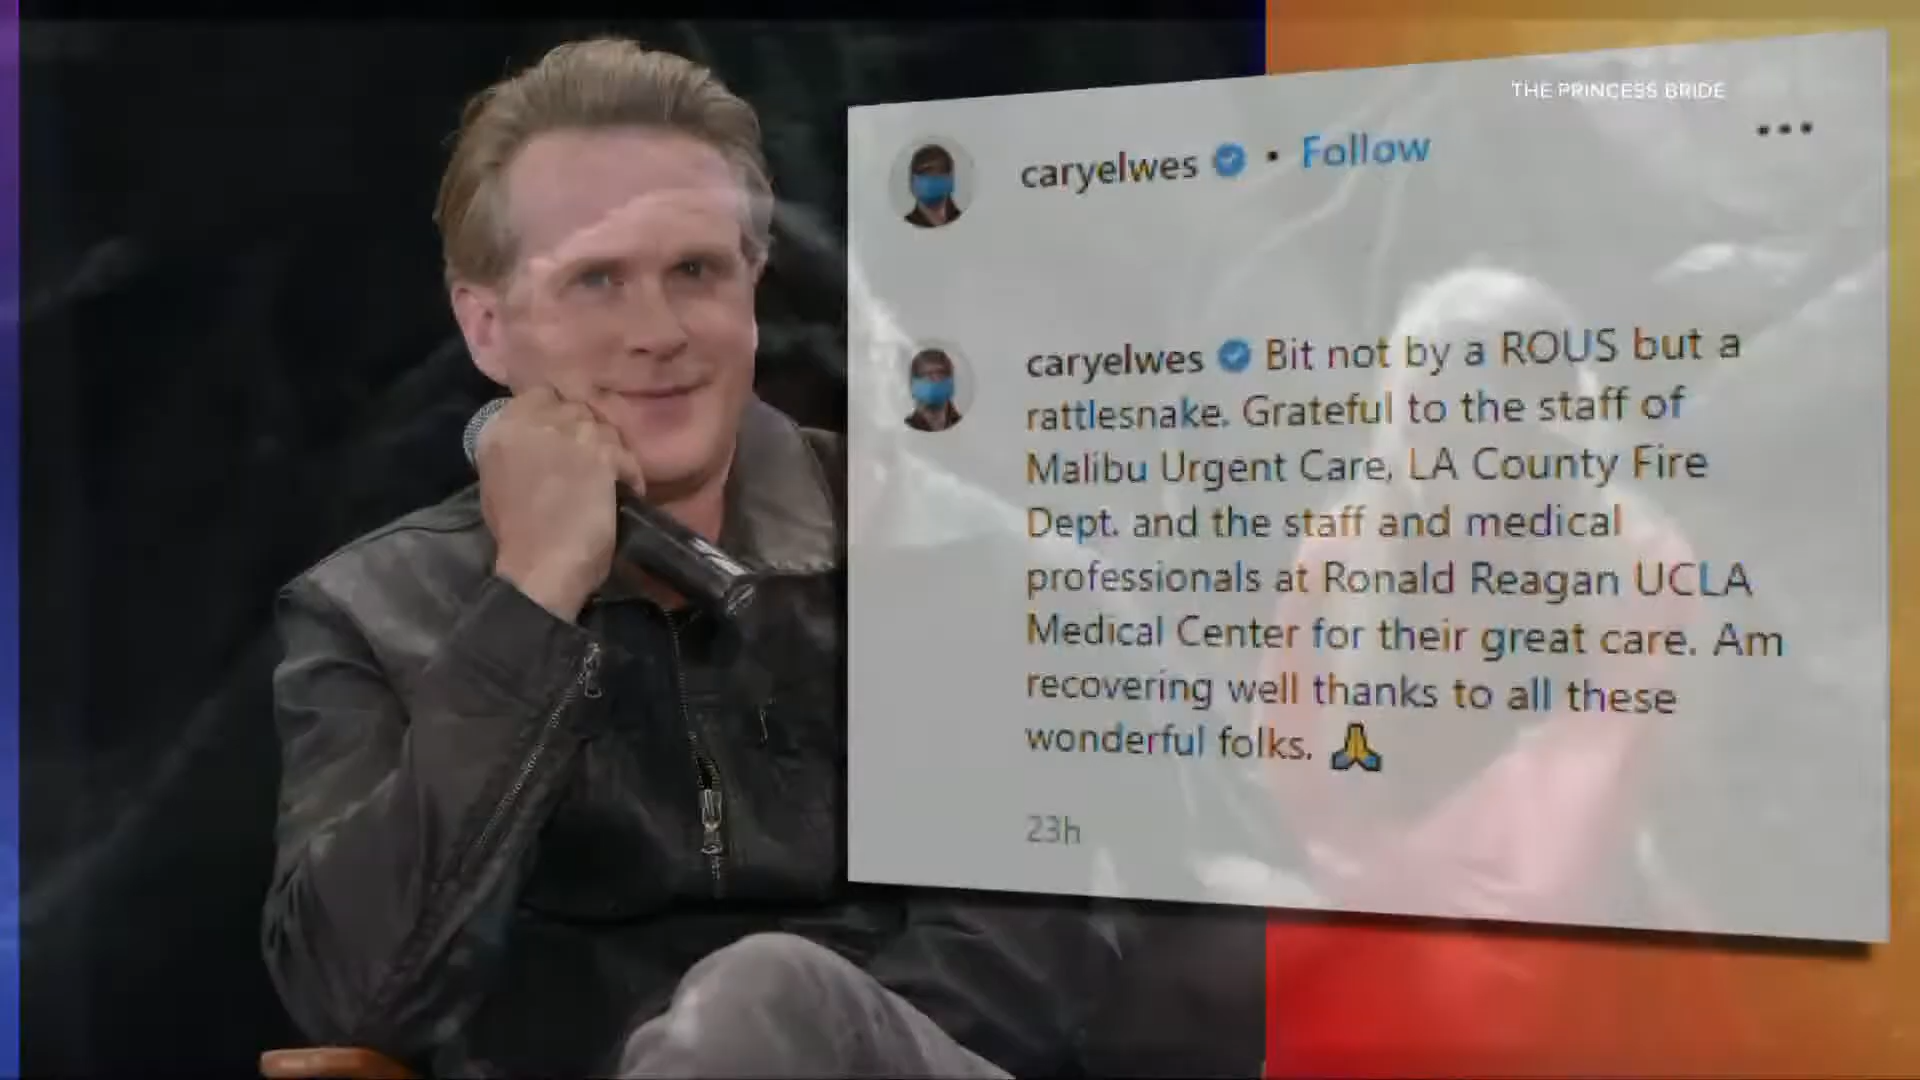 THE PRINCESS BRIDE
caryelwes • Follow
caryelwes Bit not by a ROUS but a
rattlesnake. Grateful to the staff of
Malibu Urgent Care, LA County Fire
Dept. and the staff and medical
professionals at Ronald Reagan UCLA
Medical Center for their great care. Am
recovering well thanks to all these
wonderful folks. 🙏
23h